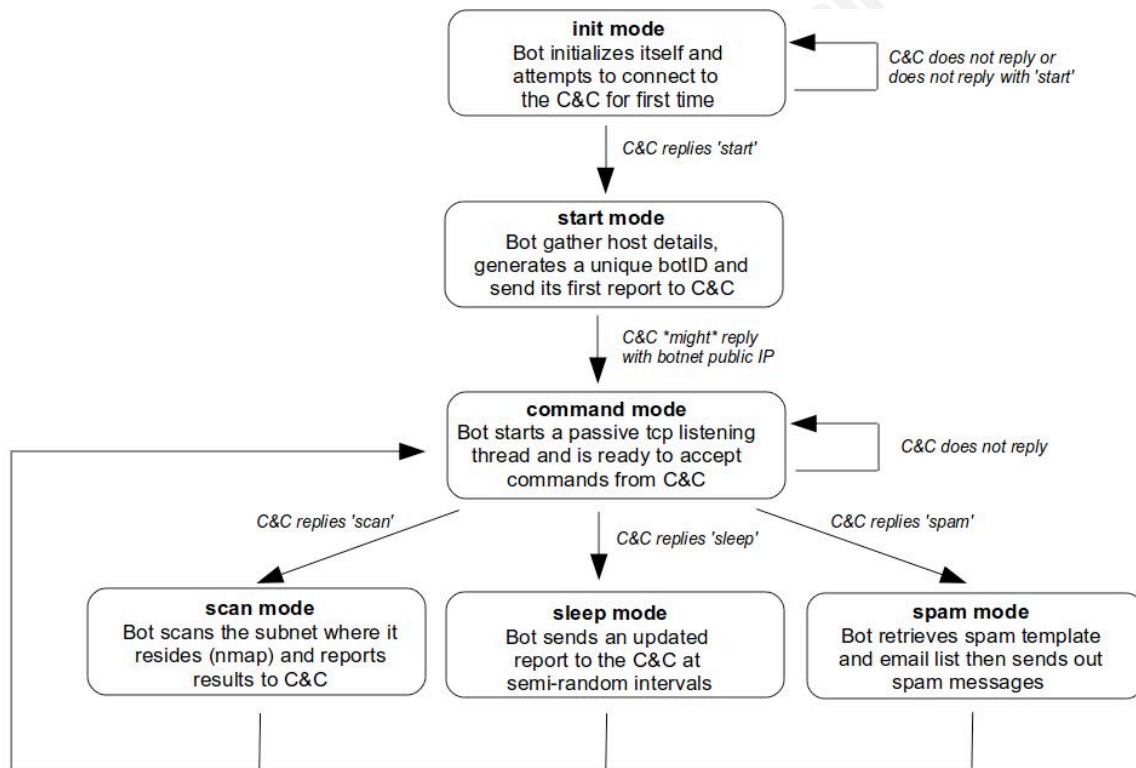 init mode
Bot initializes itself and
attempts to connect to
the C&C for first time
C&C does not reply or
does not reply with 'start'
C&C replies 'start'
start mode
Bot gather host details,
generates a unique botID and
send its first report to C&C
C&C *might* reply
with botnet public IP
command mode
Bot starts a passive tcp listening
thread and is ready to accept
commands from C&C
C&C does not reply
C&C replies 'scan'
C&C replies 'sleep'
C&C replies 'spam'
scan mode
Bot scans the subnet where it
resides (nmap) and reports
results to C&C
sleep mode
Bot sends an updated
report to the C&C at
semi-random intervals
spam mode
Bot retrieves spam template
and email list then sends out
spam messages